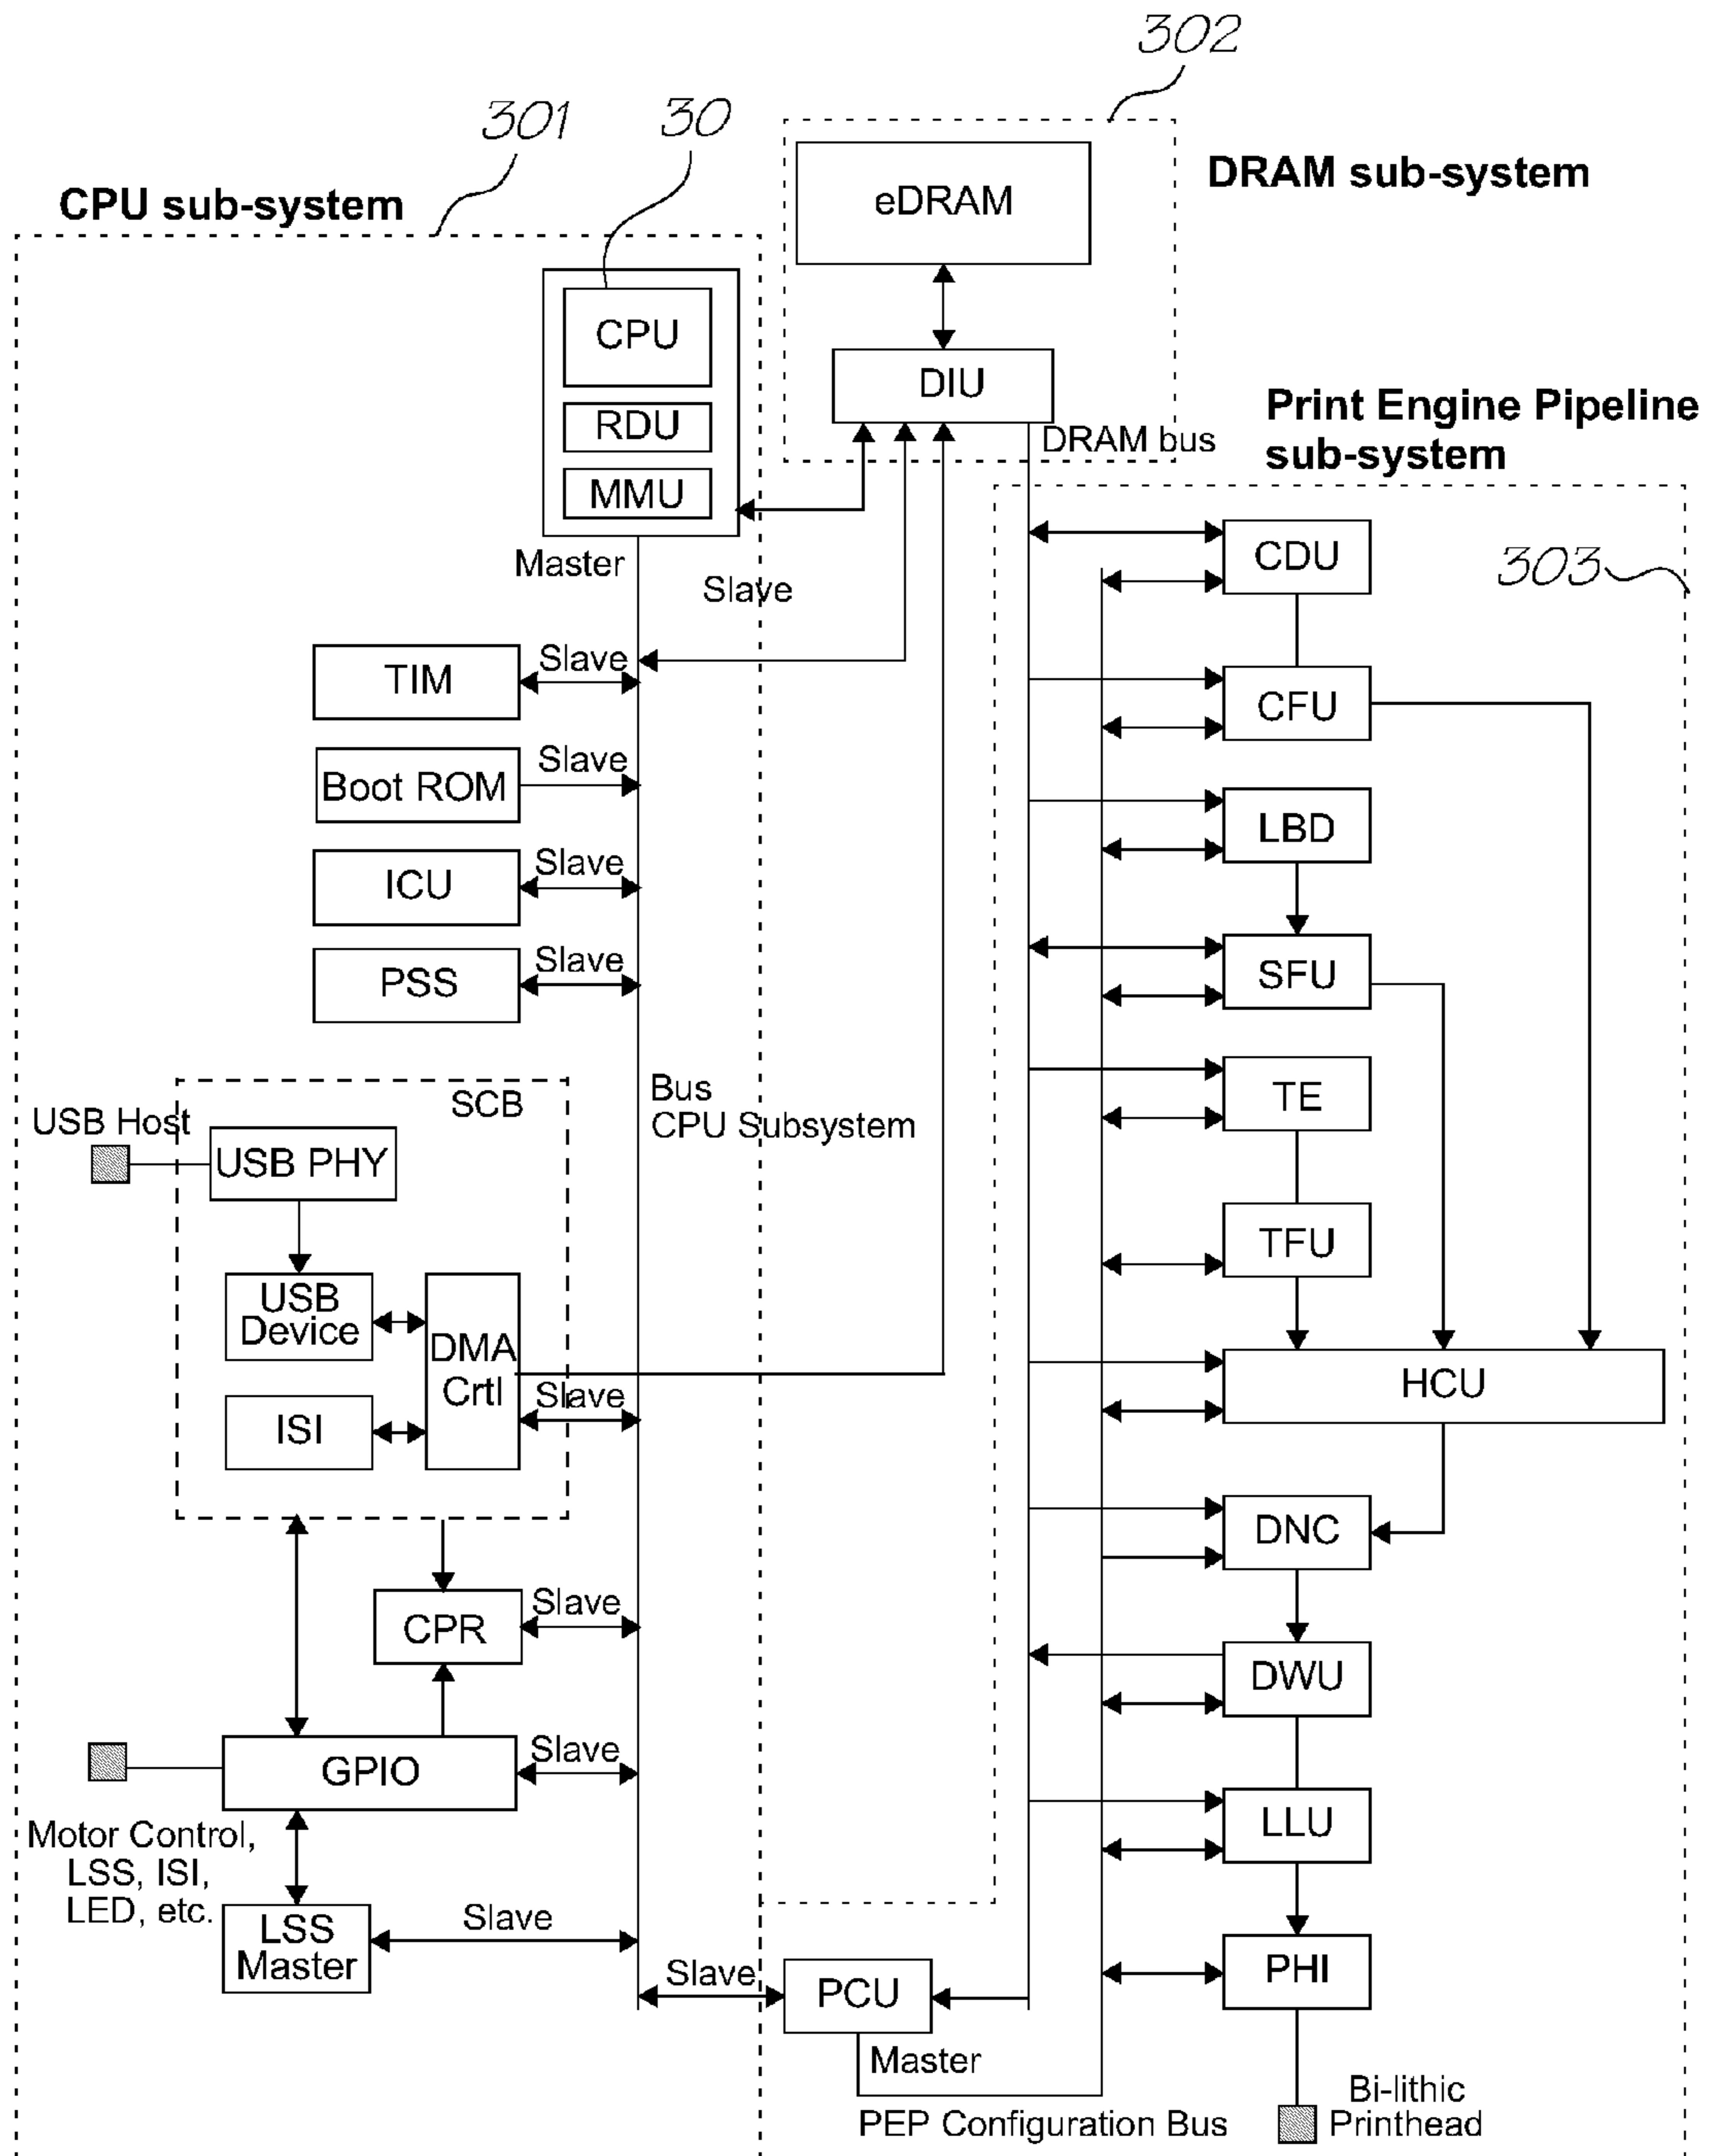 302
301
30
DRAM sub-system
CPU sub-system
eDRAM
CPU
DIU
RDU
MMU
DRAM bus
Print Engine Pipeline
sub-system
Master
Slave
CDU
303
TIM
Slave
CFU
Boot ROM
Slave
LBD
ICU
Slave
PSS
Slave
SFU
Bus
CPU Subsystem
TE
SCB
USB Host
USB PHY
TFU
USB
Device
DMA
Crtl
Slave
ISI
HCU
DNC
CPR
Slave
DWU
GPIO
Slave
Motor Control,
LSS, ISI,
LED, etc.
LLU
LSS
Master
Slave
Slave
PCU
PHI
Master
PEP Configuration Bus
Bi-lithic
Printhead